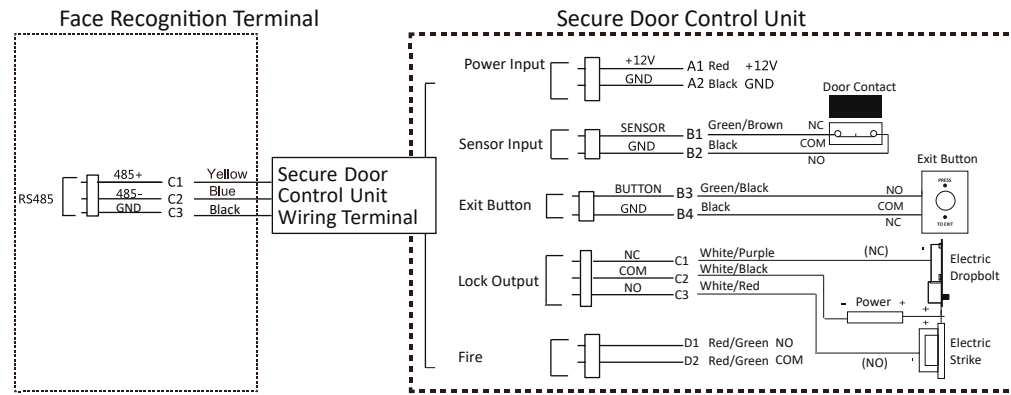 Face Recognition Terminal
Secure Door Control Unit
RS485
485+ C1 Yellow
485- C2 Blue
GND C3 Black
Secure Door
Control Unit
Wiring Terminal
Power Input
+12V A1 Red +12V
GND A2 Black GND
Door Contact
Sensor Input
SENSOR B1 Green/Brown NC
GND B2 Black COM
NO
Exit Button
Exit Button
BUTTON B3 Green/Black NO
GND B4 Black COM
NC
PRESS
TO EXIT
Lock Output
NC C1 White/Purple (NC)
COM C2 White/Black
NO C3 White/Red
- Electric
Dropbolt
- Power + +
+
Electric
Strike
- (NO)
Fire
D1 Red/Green NO
D2 Red/Green COM